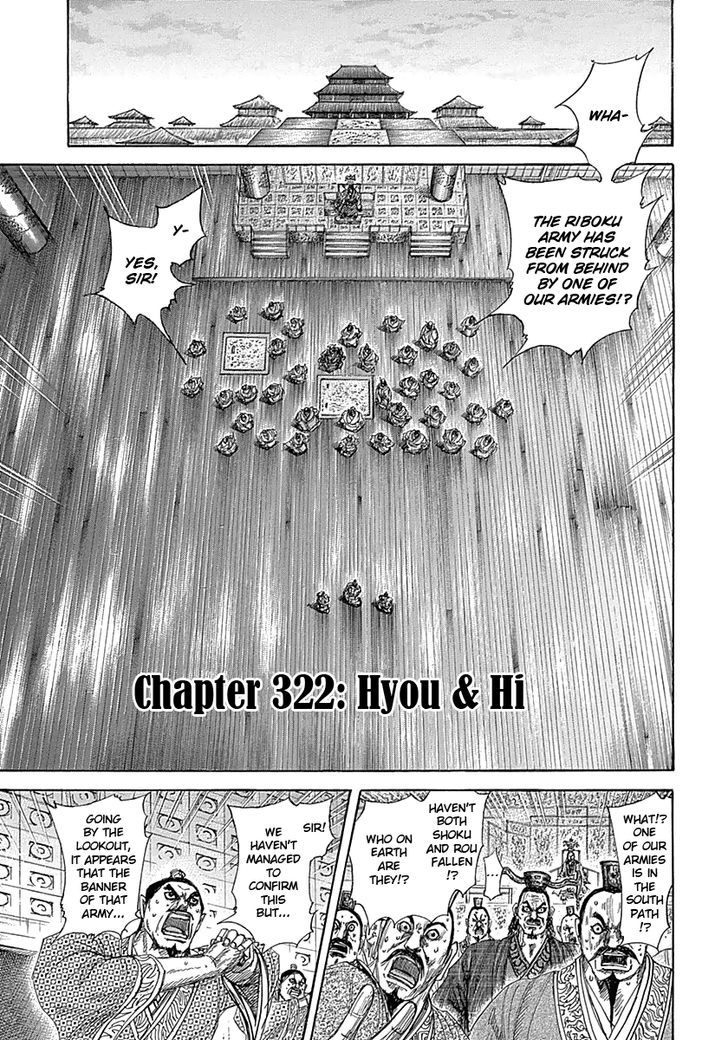 WHA-
THE RIBOKU
ARMY HAS
BEEN STRUCK
FROM BEHIND
BY ONE OF
OUR ARMIES!?
Y-
YES,
SIR!
Chapter 322: Hyou & Hi
WHAT!?
ONE OF
OUR
ARMIES IS
IN THE
SOUTH
PATH
!?
...
HAVEN'T
BOTH
SHOKU
AND ROU
FALLEN
!?
WHO ON
EARTH ARE
THEY!?
SIR!
WE
HAVEN'T
MANAGED
TO
CONFIRM
THIS
BUT...
GOING
BY THE
LOOKOUT,
IT APPEARS
THAT THE
BANNER
OF THAT
ARMY...